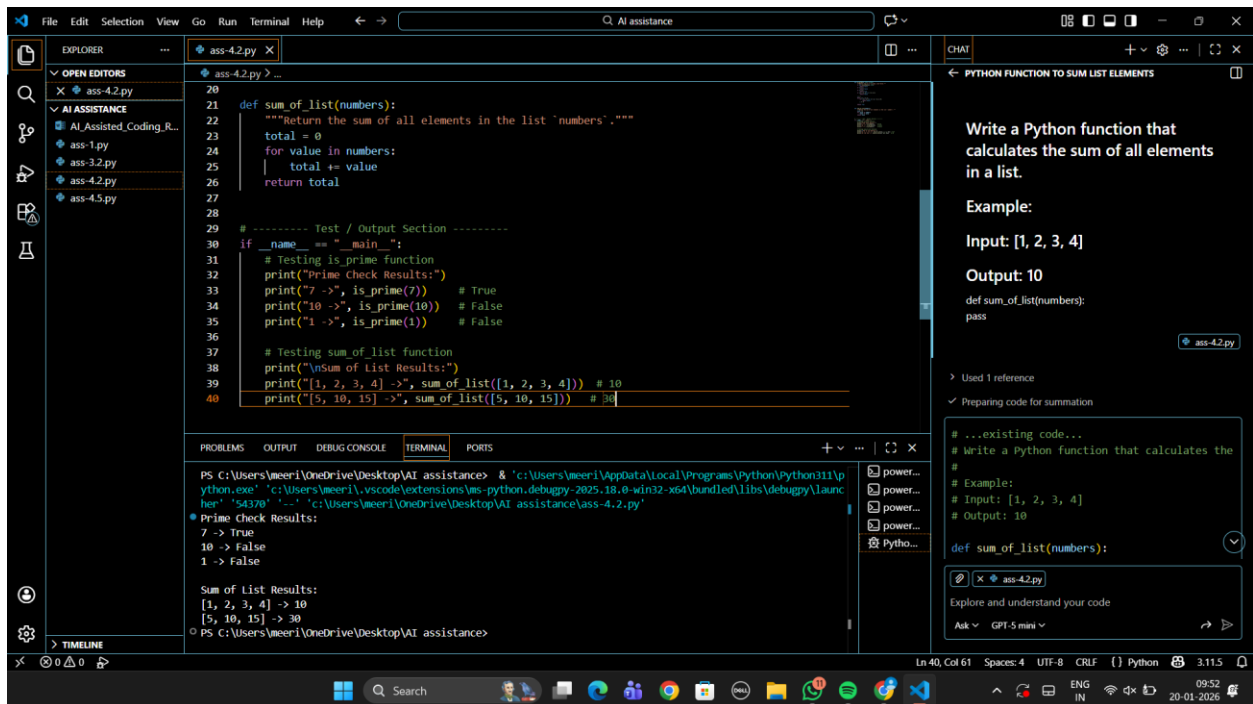 File Edit Selection View Go Run Terminal Help
AI assistance
EXPLORER
OPEN EDITORS
ass-4.2.py
AI ASSISTANCE
AI_Assisted_Coding_R...
ass-1.py
ass-3.2.py
ass-4.2.py
ass-4.5.py
TIMELINE
ass-4.2.py
ass-4.2.py > ...
20
21 def sum_of_list(numbers):
22     """Return the sum of all elements in the list `numbers`."""
23     total = 0
24     for value in numbers:
25         total += value
26     return total
27
28
29 # --------- Test / Output Section ---------
30 if __name__ == "__main__":
31     # Testing is_prime function
32     print("Prime Check Results:")
33     print("7 ->", is_prime(7))     # True
34     print("10 ->", is_prime(10))   # False
35     print("1 ->", is_prime(1))     # False
36
37     # Testing sum_of_list function
38     print("\nSum of List Results:")
39     print("[1, 2, 3, 4] ->", sum_of_list([1, 2, 3, 4]))  # 10
40     print("[5, 10, 15] ->", sum_of_list([5, 10, 15]))   # 30
PROBLEMS OUTPUT DEBUG CONSOLE TERMINAL PORTS
PS C:\Users\meeri\OneDrive\Desktop\AI assistance> & 'c:\Users\meeri\AppData\Local\Programs\Python\Python311\p
ython.exe' 'c:\Users\meeri\.vscode\extensions\ms-python.debugpy-2025.18.0-win32-x64\bundled\libs\debugpy\launc
her' '54370' '--' 'c:\Users\meeri\OneDrive\Desktop\AI assistance\ass-4.2.py'
Prime Check Results:
7 -> True
10 -> False
1 -> False
Sum of List Results:
[1, 2, 3, 4] -> 10
[5, 10, 15] -> 30
PS C:\Users\meeri\OneDrive\Desktop\AI assistance>
power...
power...
power...
power...
Pytho...
CHAT
PYTHON FUNCTION TO SUM LIST ELEMENTS
Write a Python function that
calculates the sum of all elements
in a list.
Example:
Input: [1, 2, 3, 4]
Output: 10
def sum_of_list(numbers):
pass
ass-4.2.py
Used 1 reference
Preparing code for summation
# ...existing code...
# Write a Python function that calculates the
#
# Example:
# Input: [1, 2, 3, 4]
# Output: 10
def sum_of_list(numbers):
ass-4.2.py
Explore and understand your code
Ask GPT-5 mini
0 0 Ln 40, Col 61 Spaces: 4 UTF-8 CRLF {} Python 3.11.5
Search
DELL
11
ENG
IN
09:52
20-01-2026